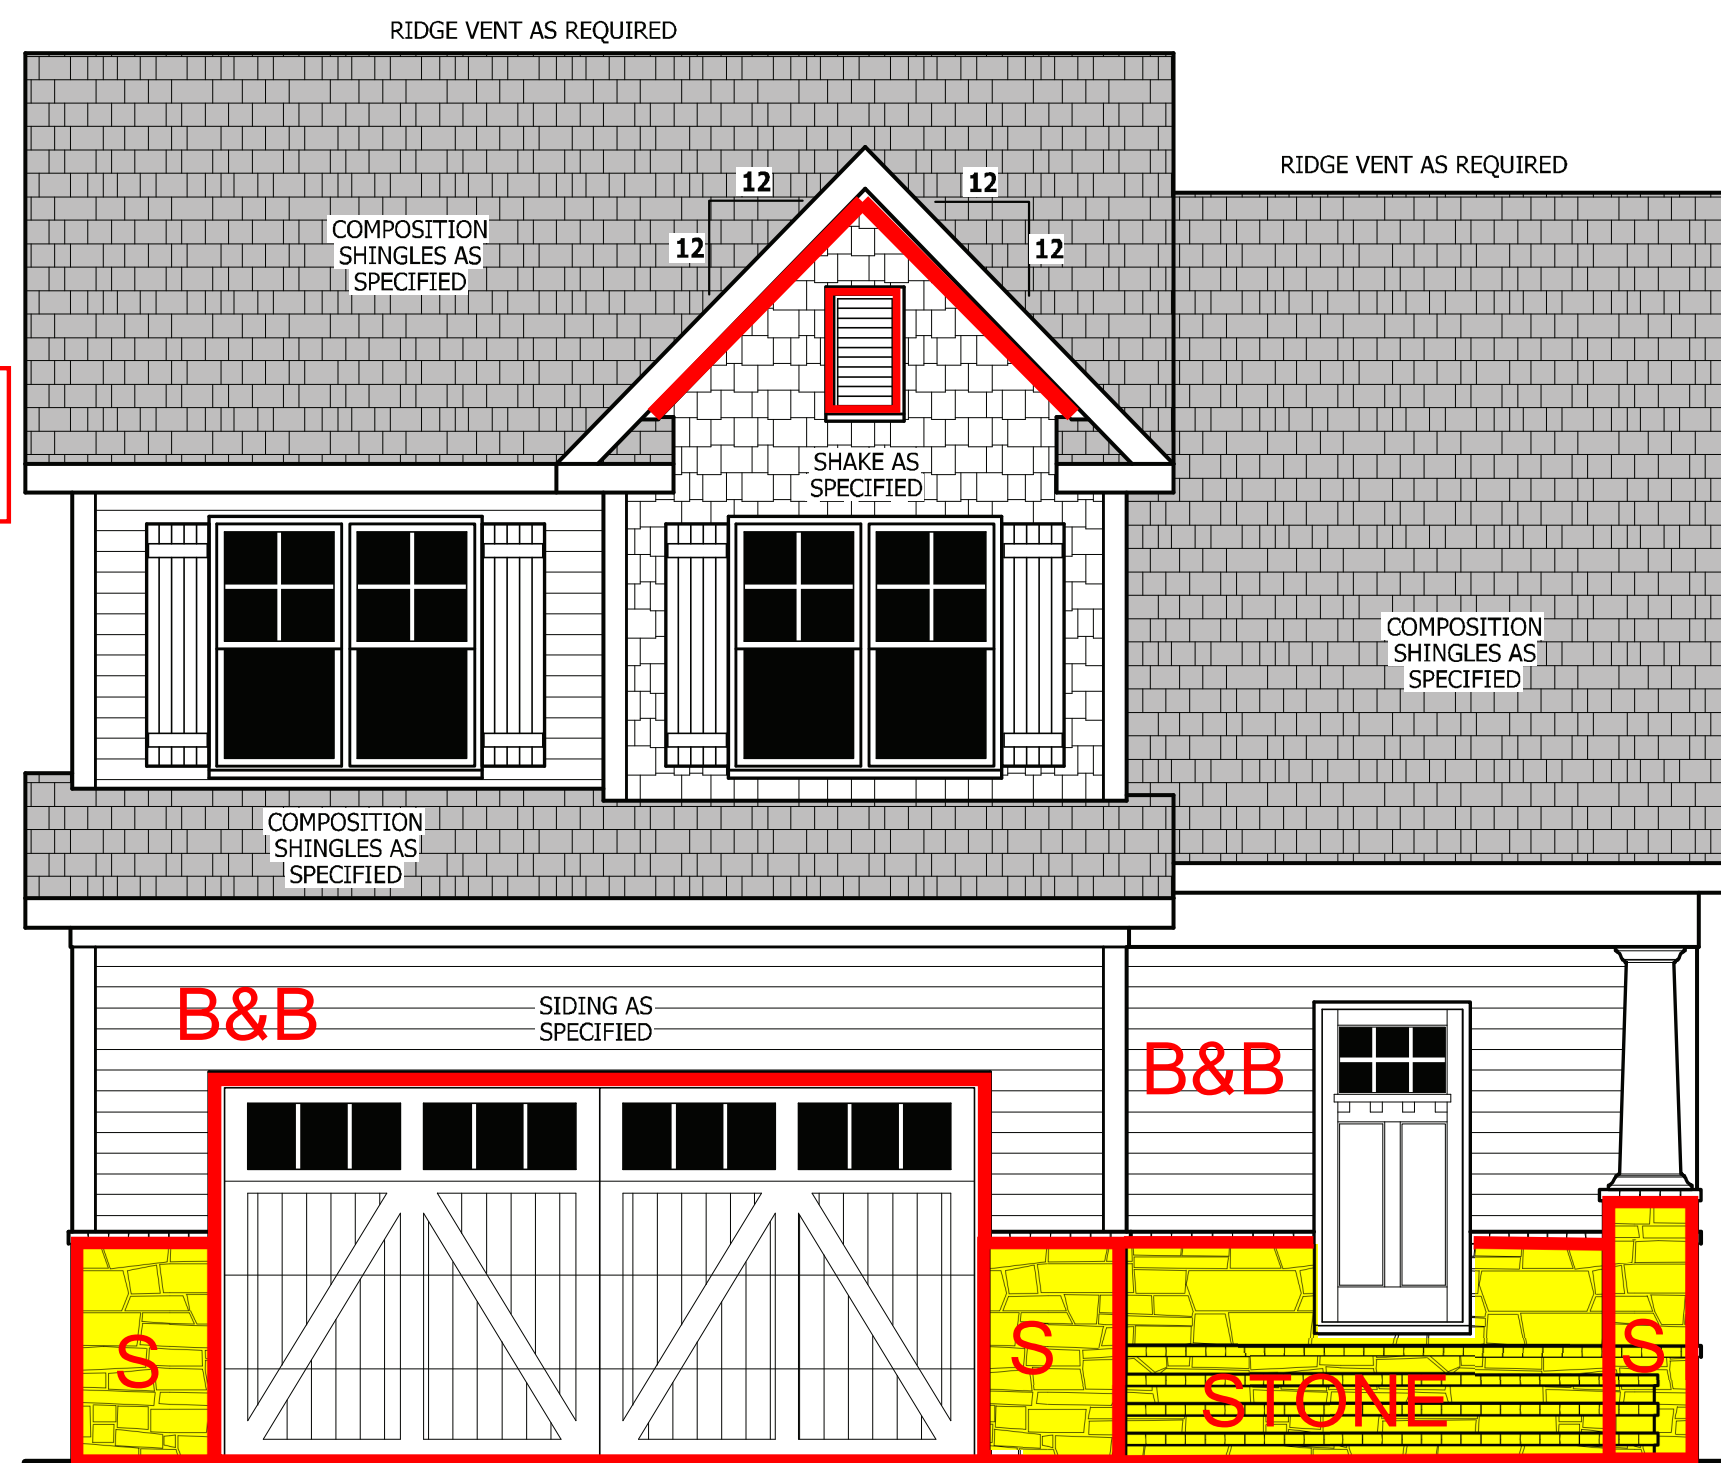 RIDGE VENT AS REQUIRED
RIDGE VENT AS REQUIRED
12
12
12
12
COMPOSITION
SHINGLES AS
SPECIFIED
SHAKE AS
SPECIFIED
COMPOSITION
SHINGLES AS
SPECIFIED
COMPOSITION
SHINGLES AS
SPECIFIED
B&B
SIDING AS
SPECIFIED
B&B
S
S
S
STONE